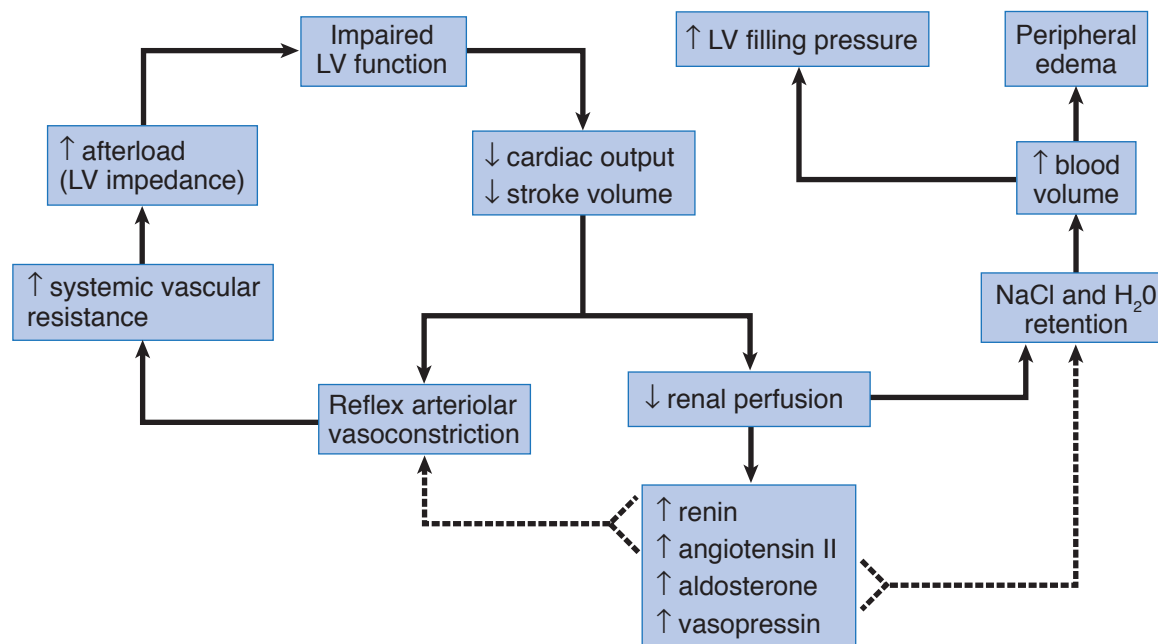 Impaired
LV function
↑ LV filling pressure
Peripheral
edema
↑ afterload
(LV impedance)
↓ cardiac output
↓ stroke volume
↑ blood
volume
↑ systemic vascular
resistance
NaCl and H₂0
retention
Reflex arteriolar
vasoconstriction
↓ renal perfusion
↑ renin
↑ angiotensin II
↑ aldosterone
↑ vasopressin